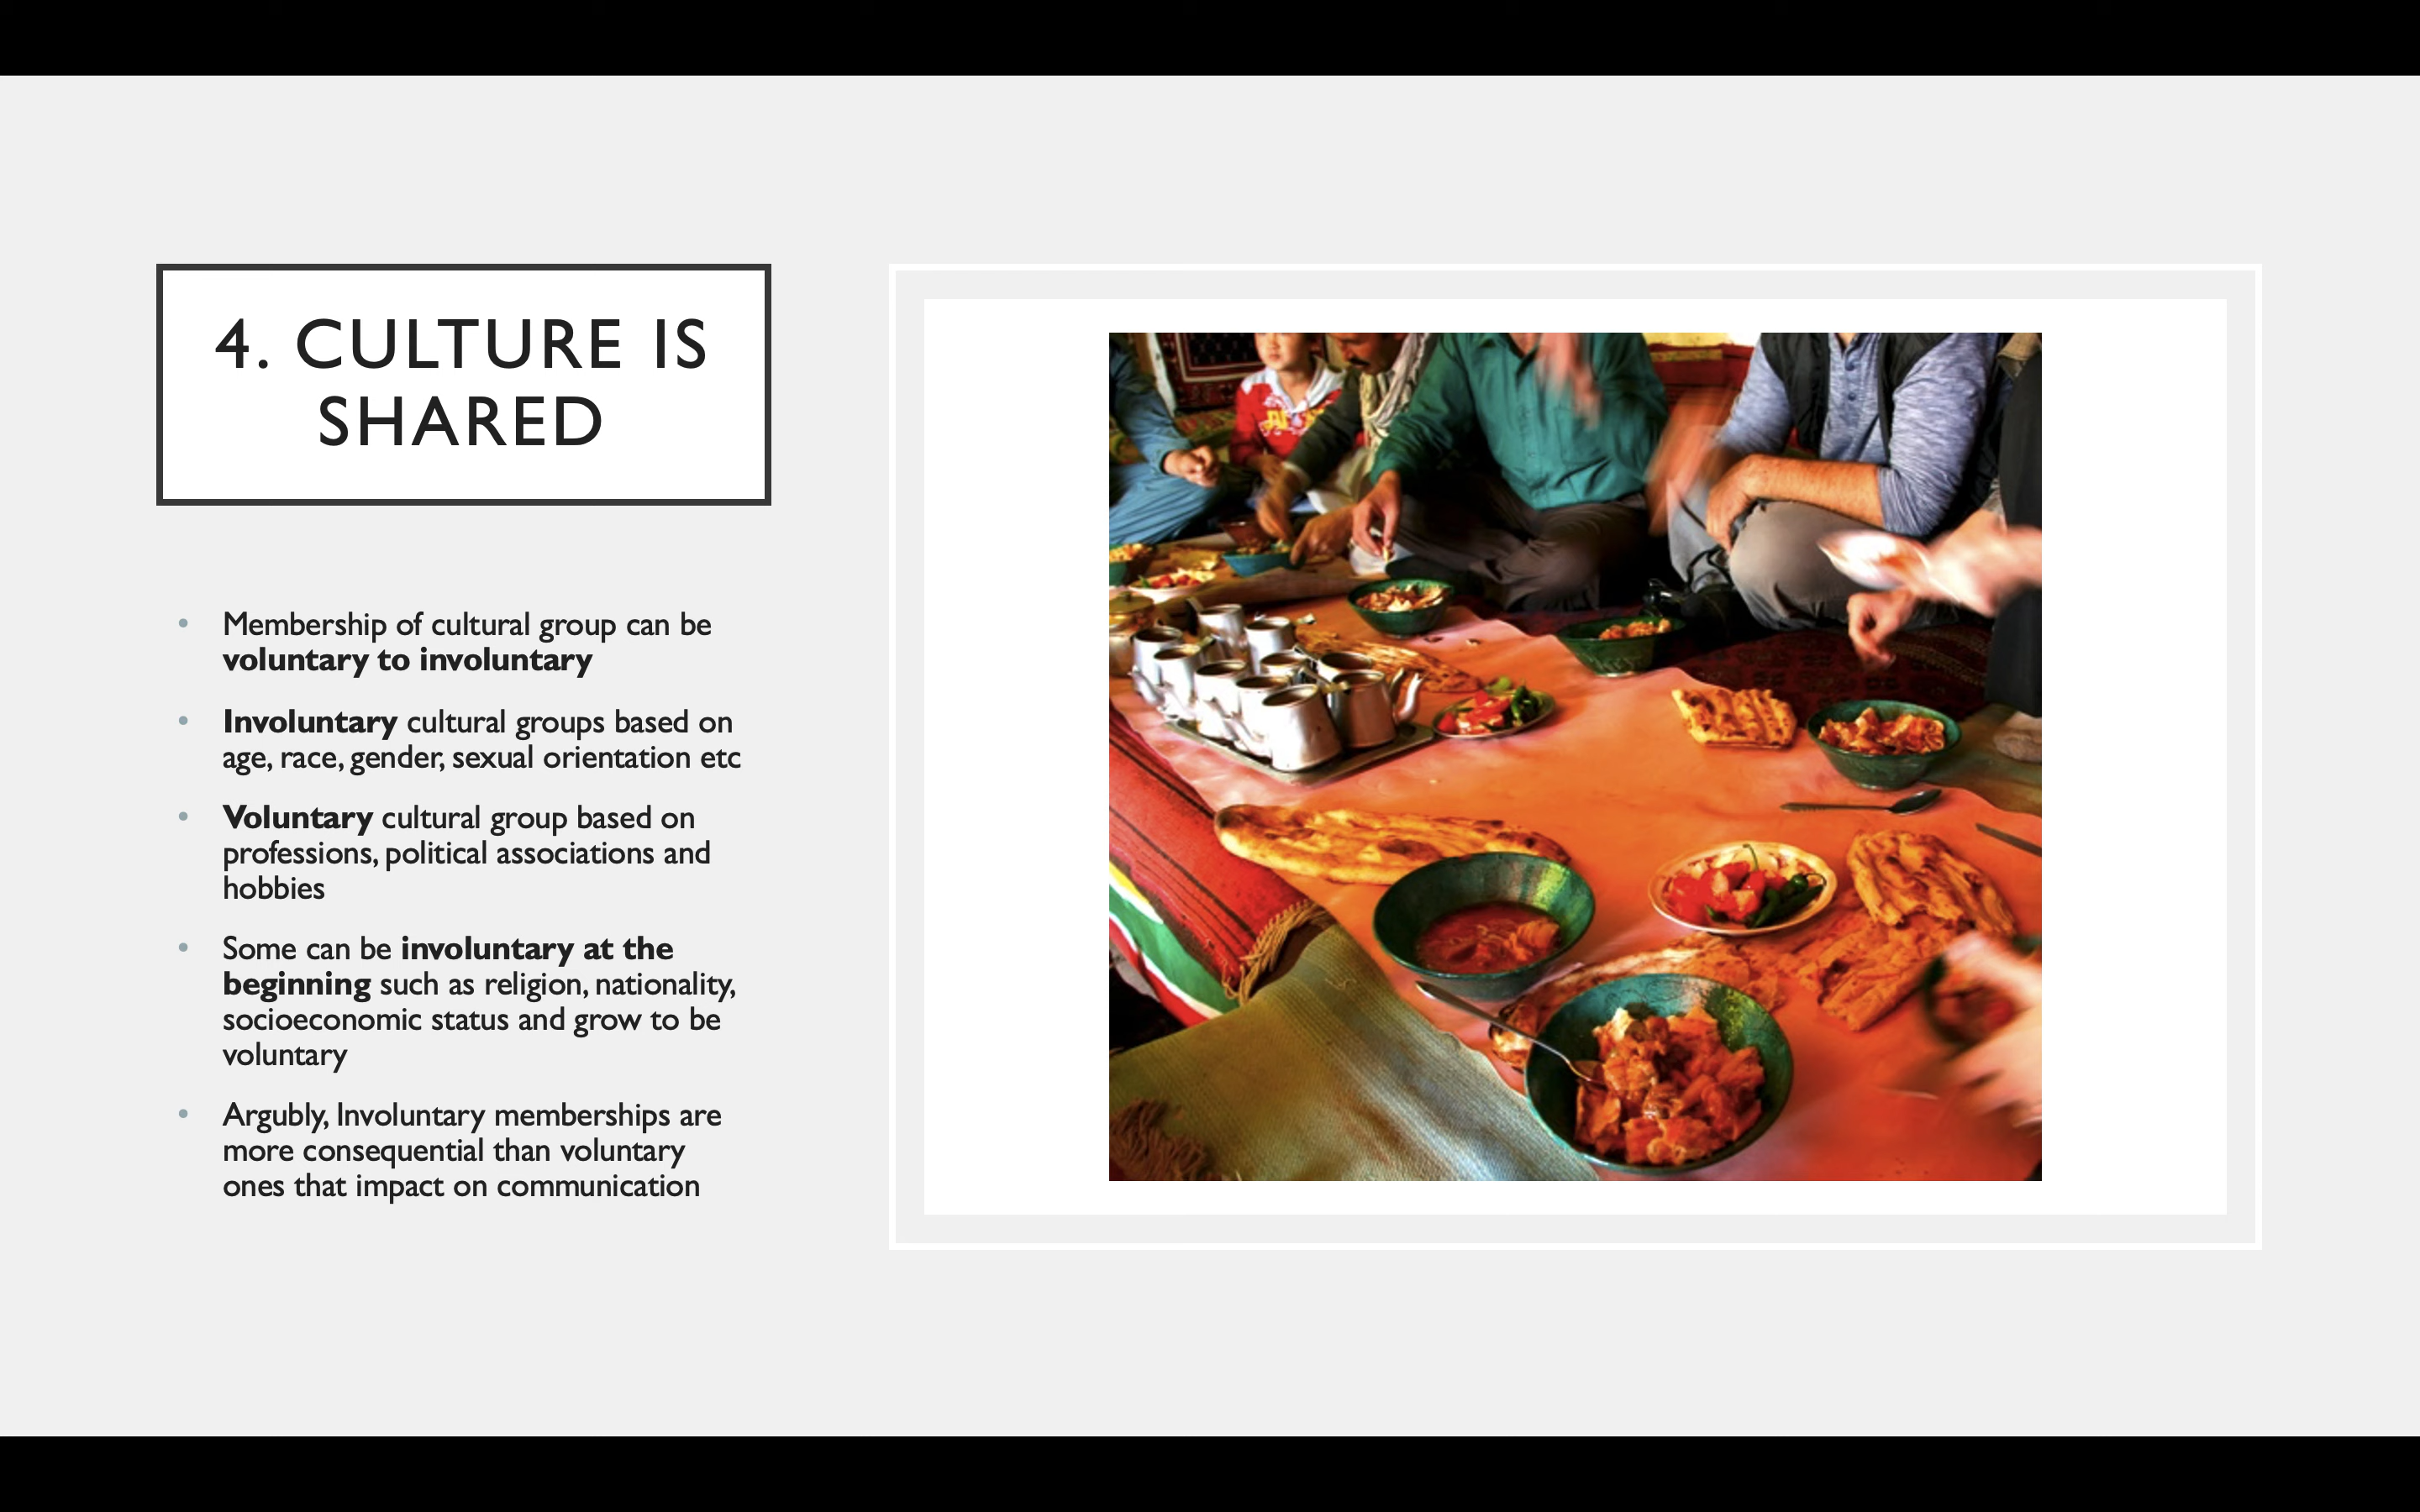 4. CULTURE IS
SHARED
• Membership of cultural group can be
voluntary to involuntary
• Involuntary cultural groups based on
age, race, gender, sexual orientation etc
• Voluntary cultural group based on
professions, political associations and
hobbies
• Some can be involuntary at the
beginning such as religion, nationality,
socioeconomic status and grow to be
voluntary
• Argubly, Involuntary memberships are
more consequential than voluntary
ones that impact on communication